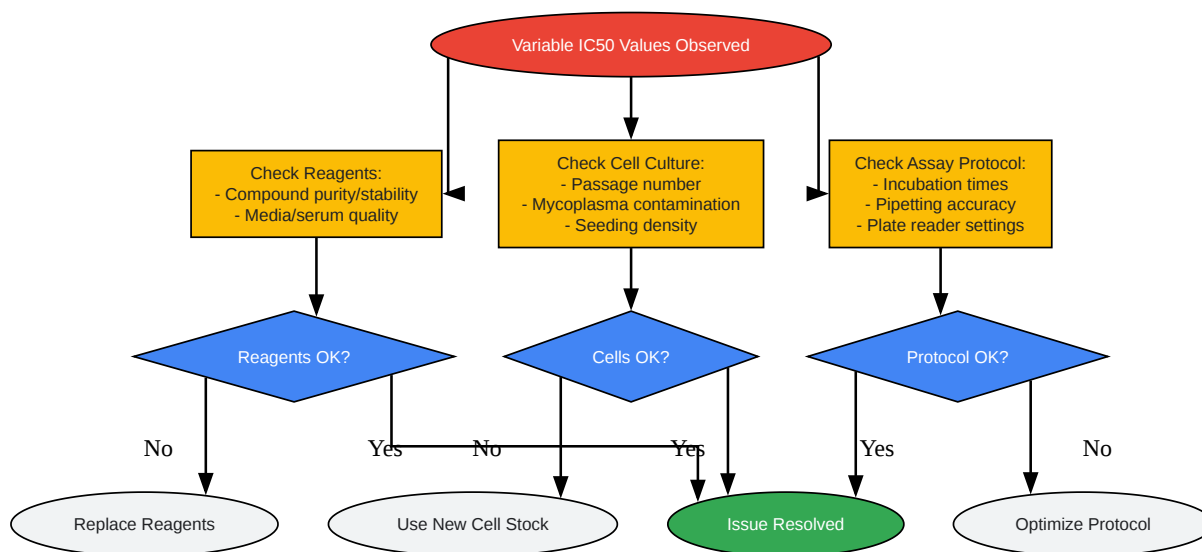 Variable IC50 Values Observed
Check Reagents:
- Compound purity/stability
- Media/serum quality
Check Cell Culture:
- Passage number
- Mycoplasma contamination
- Seeding density
Check Assay Protocol:
- Incubation times
- Pipetting accuracy
- Plate reader settings
Reagents OK?
Cells OK?
Protocol OK?
No
Yes
No
Yes
Yes
No
Replace Reagents
Use New Cell Stock
Issue Resolved
Optimize Protocol